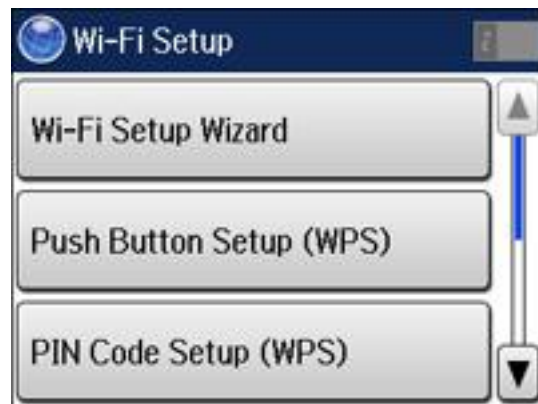 Wi-Fi Setup
Wi-Fi Setup Wizard
Push Button Setup (WPS)
PIN Code Setup (WPS)